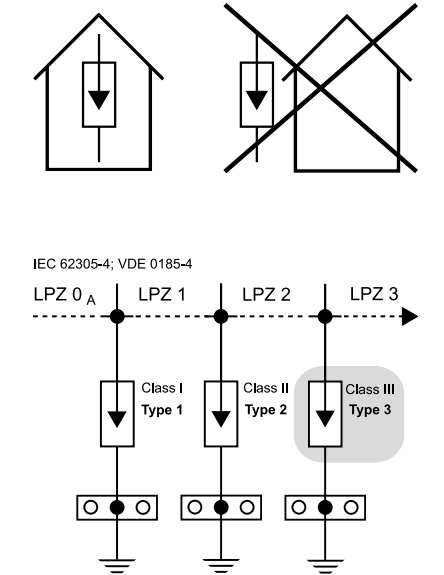 IEC 62305-4; VDE 0185-4
LPZ 0 A LPZ 1 LPZ 2 LPZ 3
Class I Class II Class III
Type 1 Type 2 Type 3